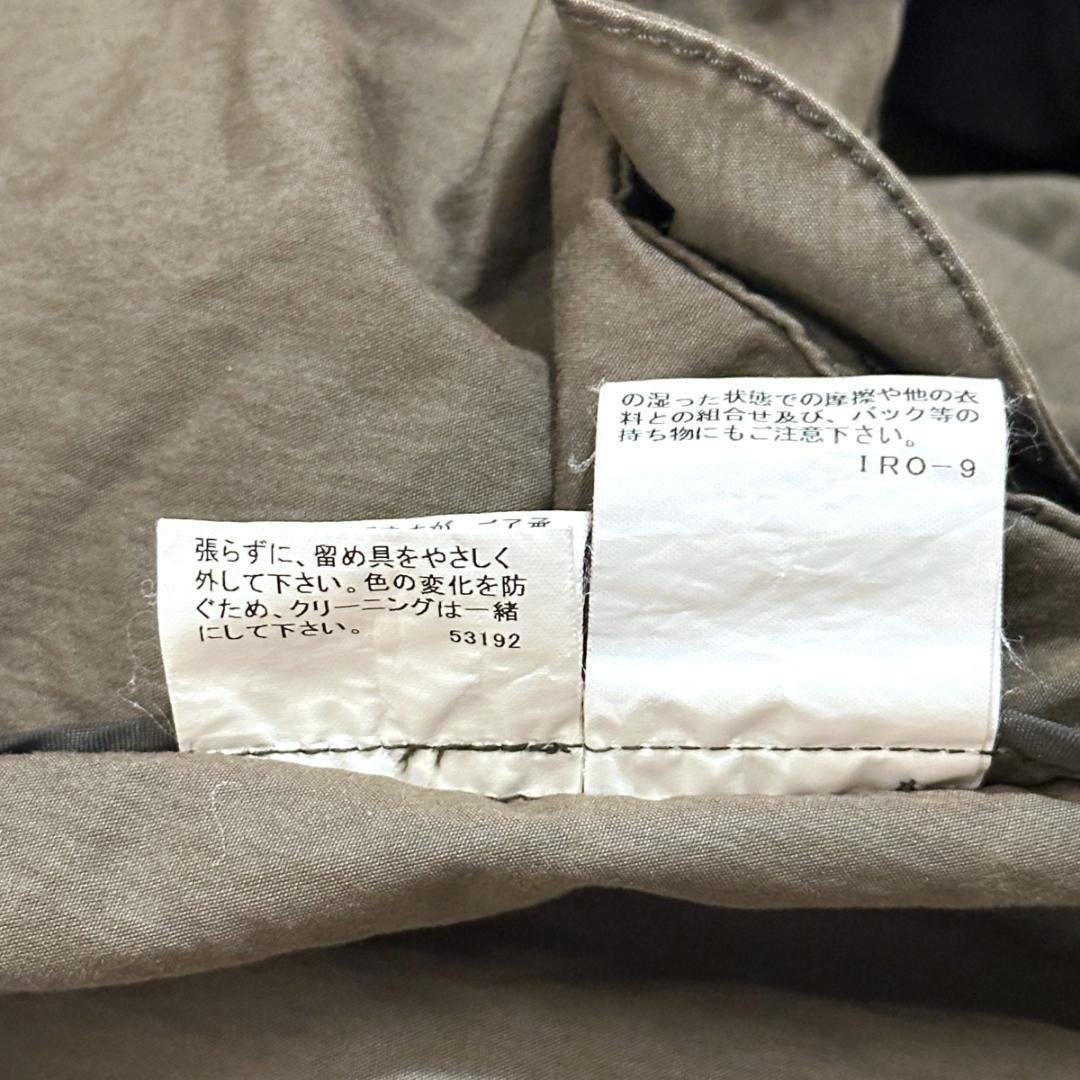 張らずに、留め具をやさしく
外して下さい。色の変化を防
ぐため、クリーニングは一緒
にして下さい。
53192
の湿った状態での摩擦や他の衣
料との組合せ及び、バック等の
持ち物にもご注意下さい。
IRO-9